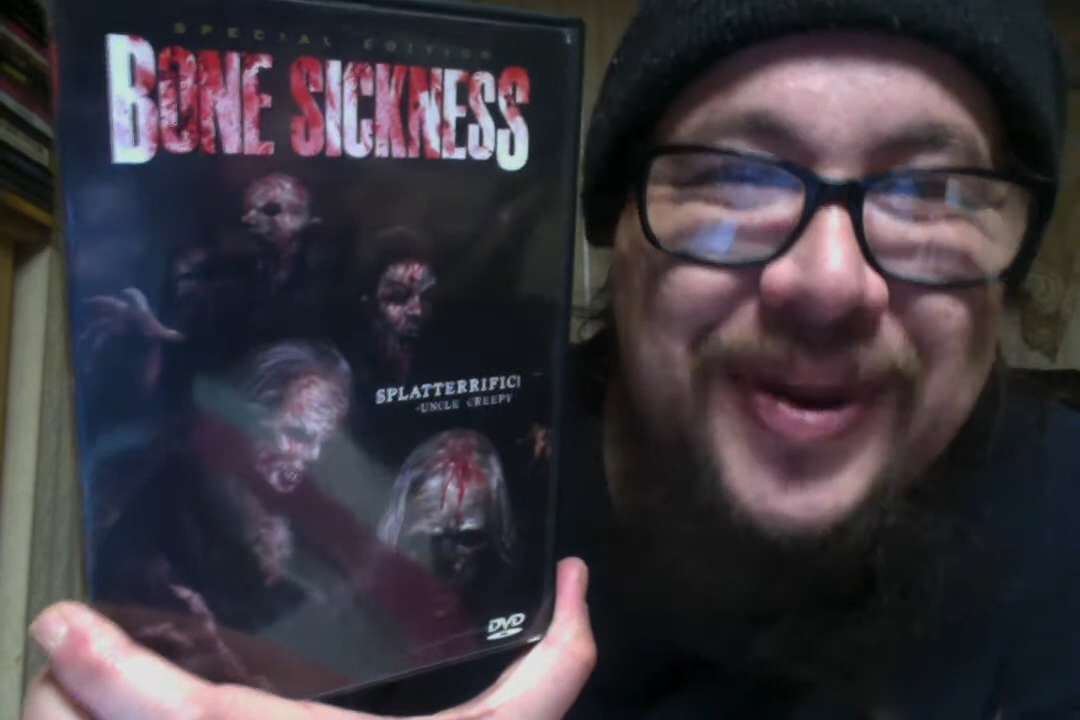 SPECIAL EDITION
BONE SICKNESS
SPLATTERRIFIC!
-UNCLE CREEPY
DVD